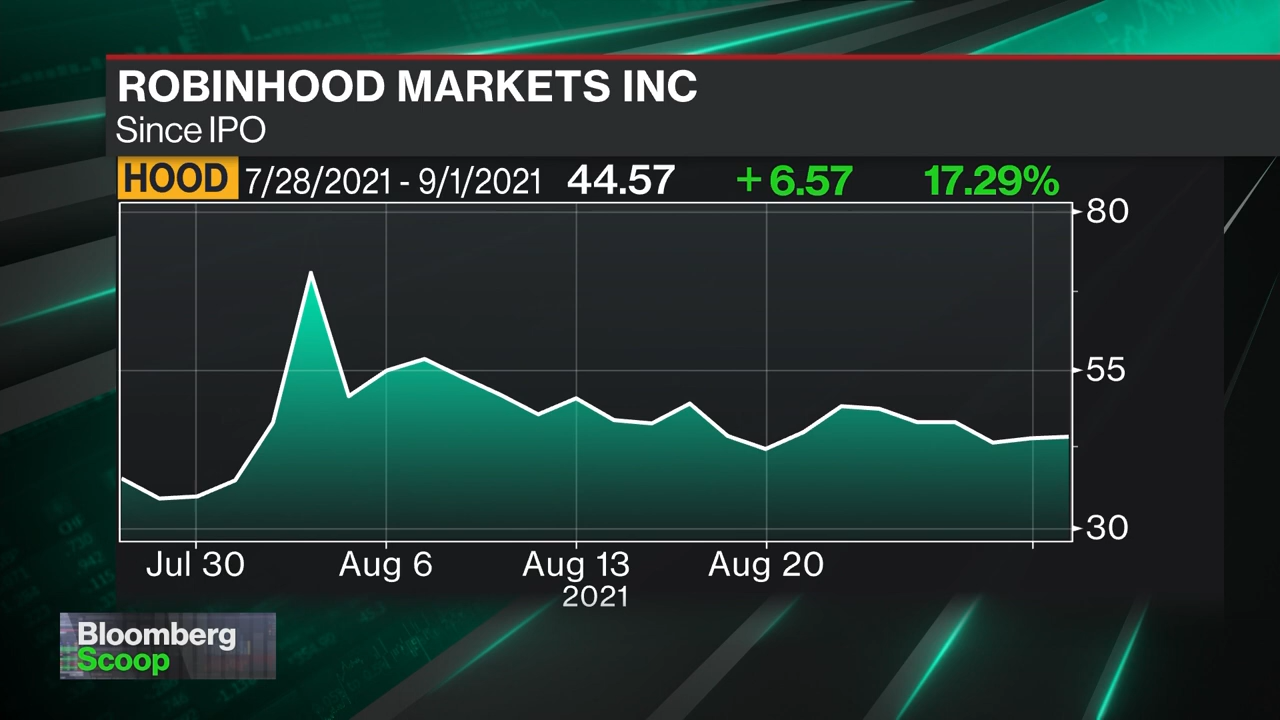 ROBINHOOD MARKETS INC
Since IPO
HOOD 7/28/2021 - 9/1/2021 44.57 +6.57 17.29%
80
55
30
Jul 30 Aug 6 Aug 13 Aug 20
2021
Bloomberg
Scoop